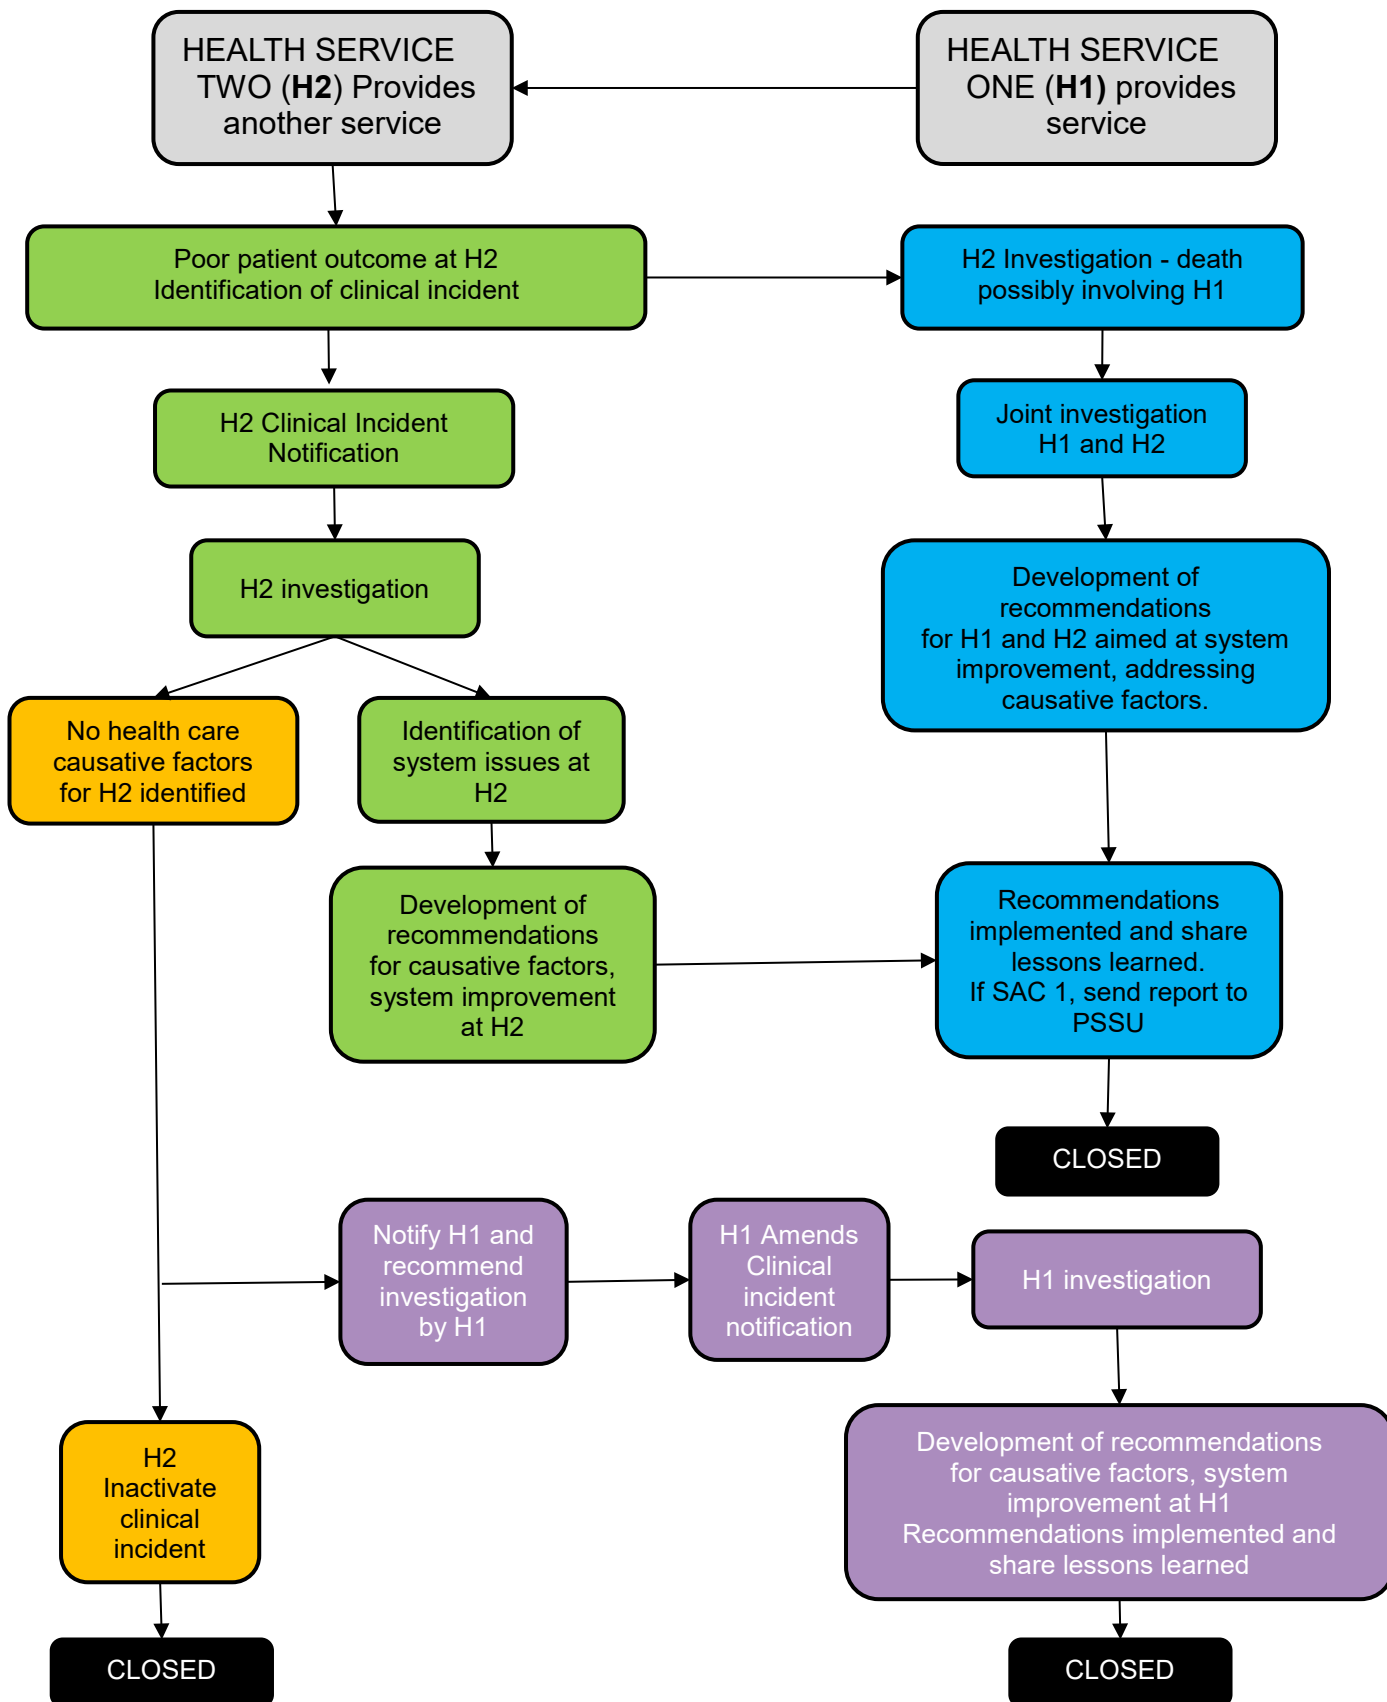 HEALTH SERVICE
TWO (H2) Provides
another service
HEALTH SERVICE
ONE (H1) provides
service
Poor patient outcome at H2
Identification of clinical incident
H2 Investigation - death
possibly involving H1
H2 Clinical Incident
Notification
Joint investigation
H1 and H2
H2 investigation
Development of
recommendations
for H1 and H2 aimed at system
improvement, addressing
causative factors.
No health care
causative factors
for H2 identified
Identification of
system issues at
H2
Development of
recommendations
for causative factors,
system improvement
at H2
Recommendations
implemented and share
lessons learned.
If SAC 1, send report to
PSSU
CLOSED
Notify H1 and
recommend
investigation
by H1
H1 Amends
Clinical
incident
notification
H1 investigation
H2
Inactivate
clinical
incident
Development of recommendations
for causative factors, system
improvement at H1
Recommendations implemented and
share lessons learned
CLOSED
CLOSED